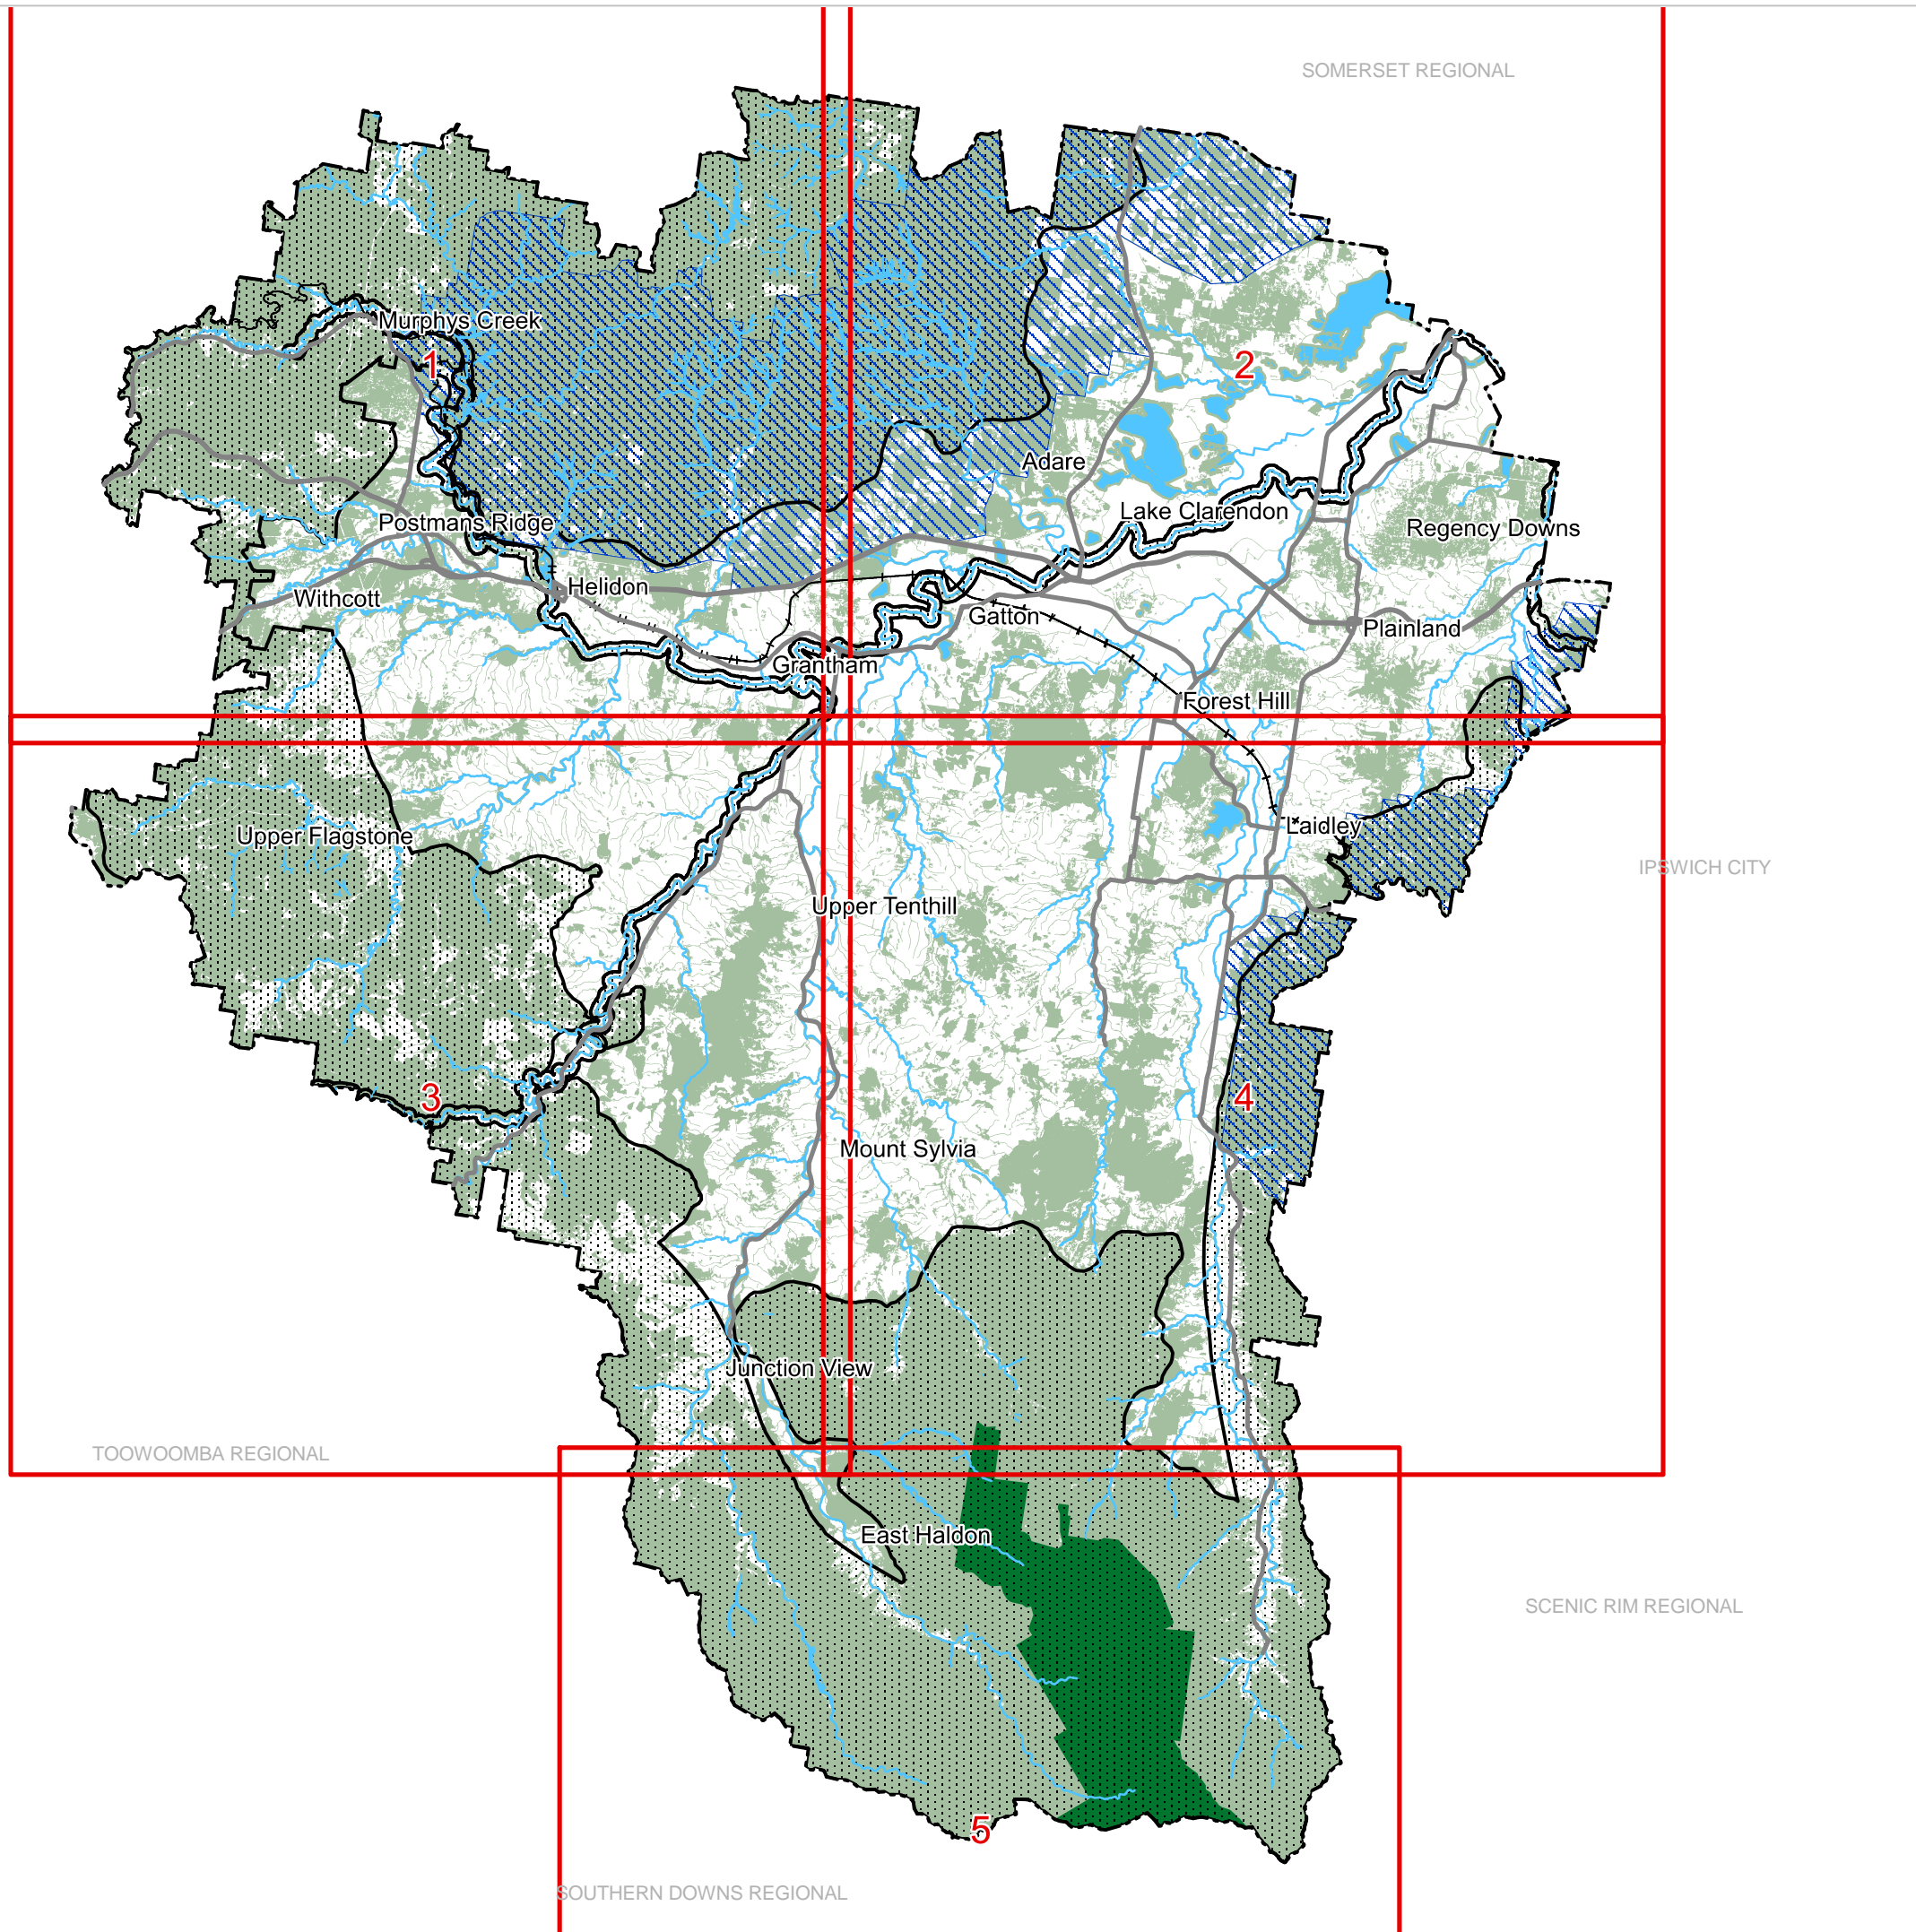 SOMERSET REGIONAL
Murphys Creek
1
2
Adare
Lake Clarendon
Postmans Ridge
Regency Downs
Helidon
Withcott
Gatton
Plainland
Grantham
Forest Hill
Laidley
Upper Flagstone
IPSWICH CITY
Upper Tenthill
3
4
Mount Sylvia
Junction View
TOOWOOMBA REGIONAL
East Haldon
SCENIC RIM REGIONAL
5
SOUTHERN DOWNS REGIONAL